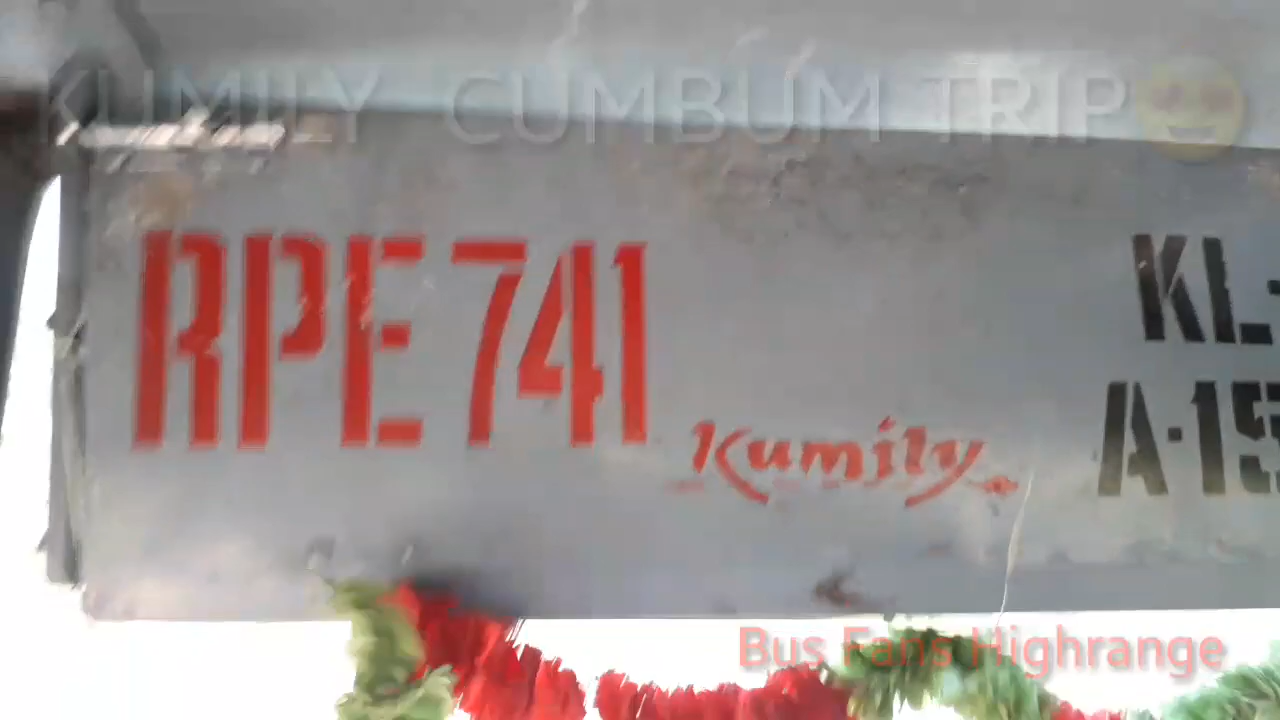 KUMILY CUMBUM TRIP😍
RPE 741
Kumily
KL-
A-15
Bus Fans Highrange